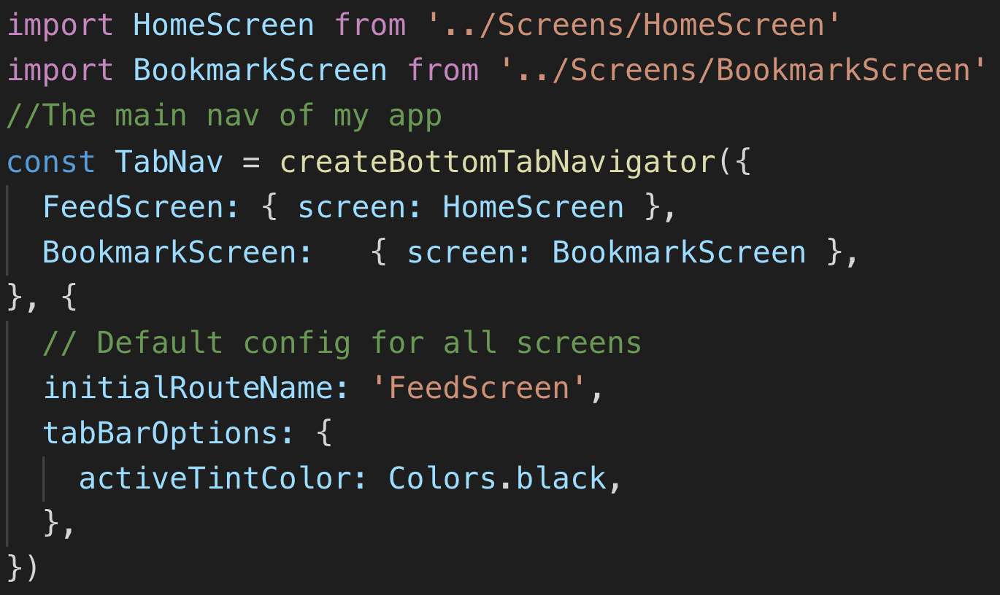 import HomeScreen from '../Screens/HomeScreen'
import BookmarkScreen from '../Screens/BookmarkScreen'
//The main nav of my app
const TabNav = createBottomTabNavigator({
  FeedScreen: { screen: HomeScreen },
  BookmarkScreen:   { screen: BookmarkScreen },
}, {
  // Default config for all screens
  initialRouteName: 'FeedScreen',
  tabBarOptions: {
    activeTintColor: Colors.black,
  },
})